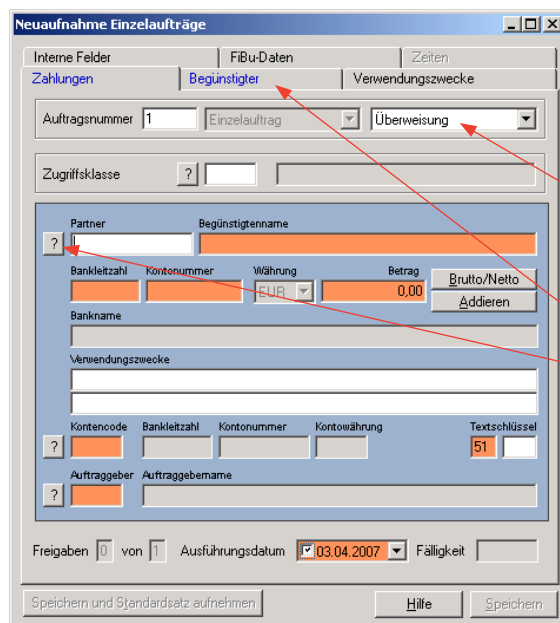 Neuaufnahme Einzelaufträge
Interne Felder FiBu-Daten Zeiten
Zahlungen Begünstigter Verwendungszwecke
Auftragsnummer 1 Einzelauftrag Überweisung
Zugriffsklasse ?
Partner Begünstigtenname
?
Bankleitzahl Kontonummer Währung Betrag Brutto/Netto
EUR 0,00 Addieren
Bankname
Verwendungszwecke
Kontencode Bankleitzahl Kontonummer Kontowährung Textschlüssel
? 51
Auftraggeber Auftraggebername
?
Freigaben 0 von 1 Ausführungsdatum 03.04.2007 Fälligkeit
Speichern und Standardsatz aufnehmen Hilfe Speichern